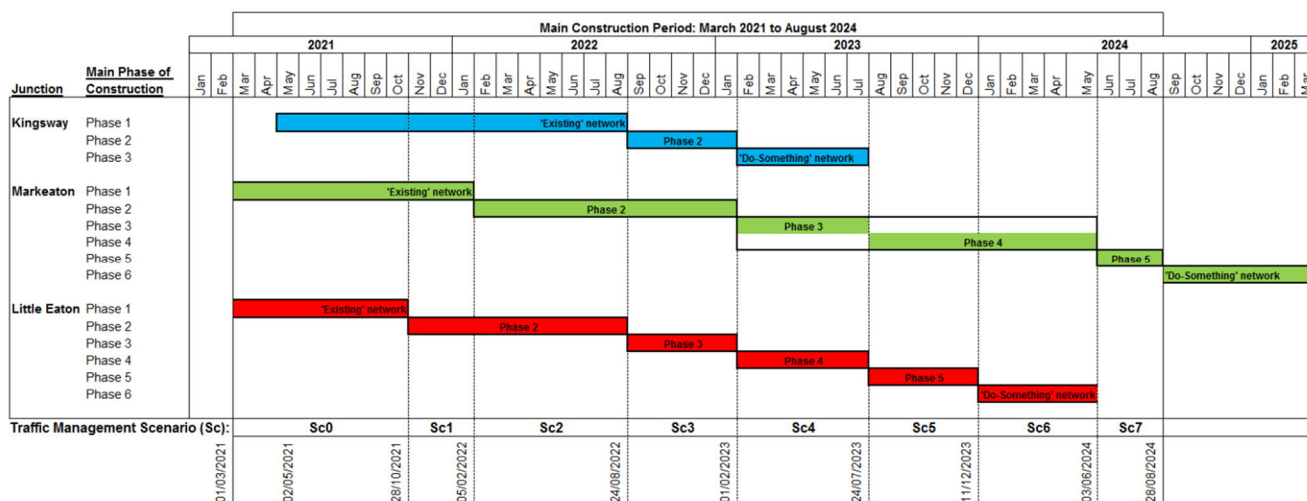 Main Construction Period: March 2021 to August 2024
2021 2022 2023 2024 2025
Junction Main Phase of Construction Jan Feb Mar Apr May Jun Jul Aug Sep Oct Nov Dec Jan Feb Mar Apr May Jun Jul Aug Sep Oct Nov Dec Jan Feb Mar Apr May Jun Jul Aug Sep Oct Nov Dec Jan Feb Mar Apr May Jun Jul Aug Sep Oct Nov Dec Jan Feb Mar
Kingsway Phase 1 'Existing' network
Phase 2 Phase 2
Phase 3 'Do-Something' network
Markeaton Phase 1 'Existing' network
Phase 2 Phase 2
Phase 3 Phase 3
Phase 4 Phase 4
Phase 5 Phase 5
Phase 6 'Do-Something' network
Little Eaton Phase 1 'Existing' network
Phase 2 Phase 2
Phase 3 Phase 3
Phase 4 Phase 4
Phase 5 Phase 5
Phase 6 'Do-Something' network
Traffic Management Scenario (Sc): Sc0 Sc1 Sc2 Sc3 Sc4 Sc5 Sc6 Sc7
01/03/2021 02/05/2021 28/10/2021 05/02/2022 24/08/2022 01/02/2023 24/07/2023 11/12/2023 03/06/2024 28/08/2024